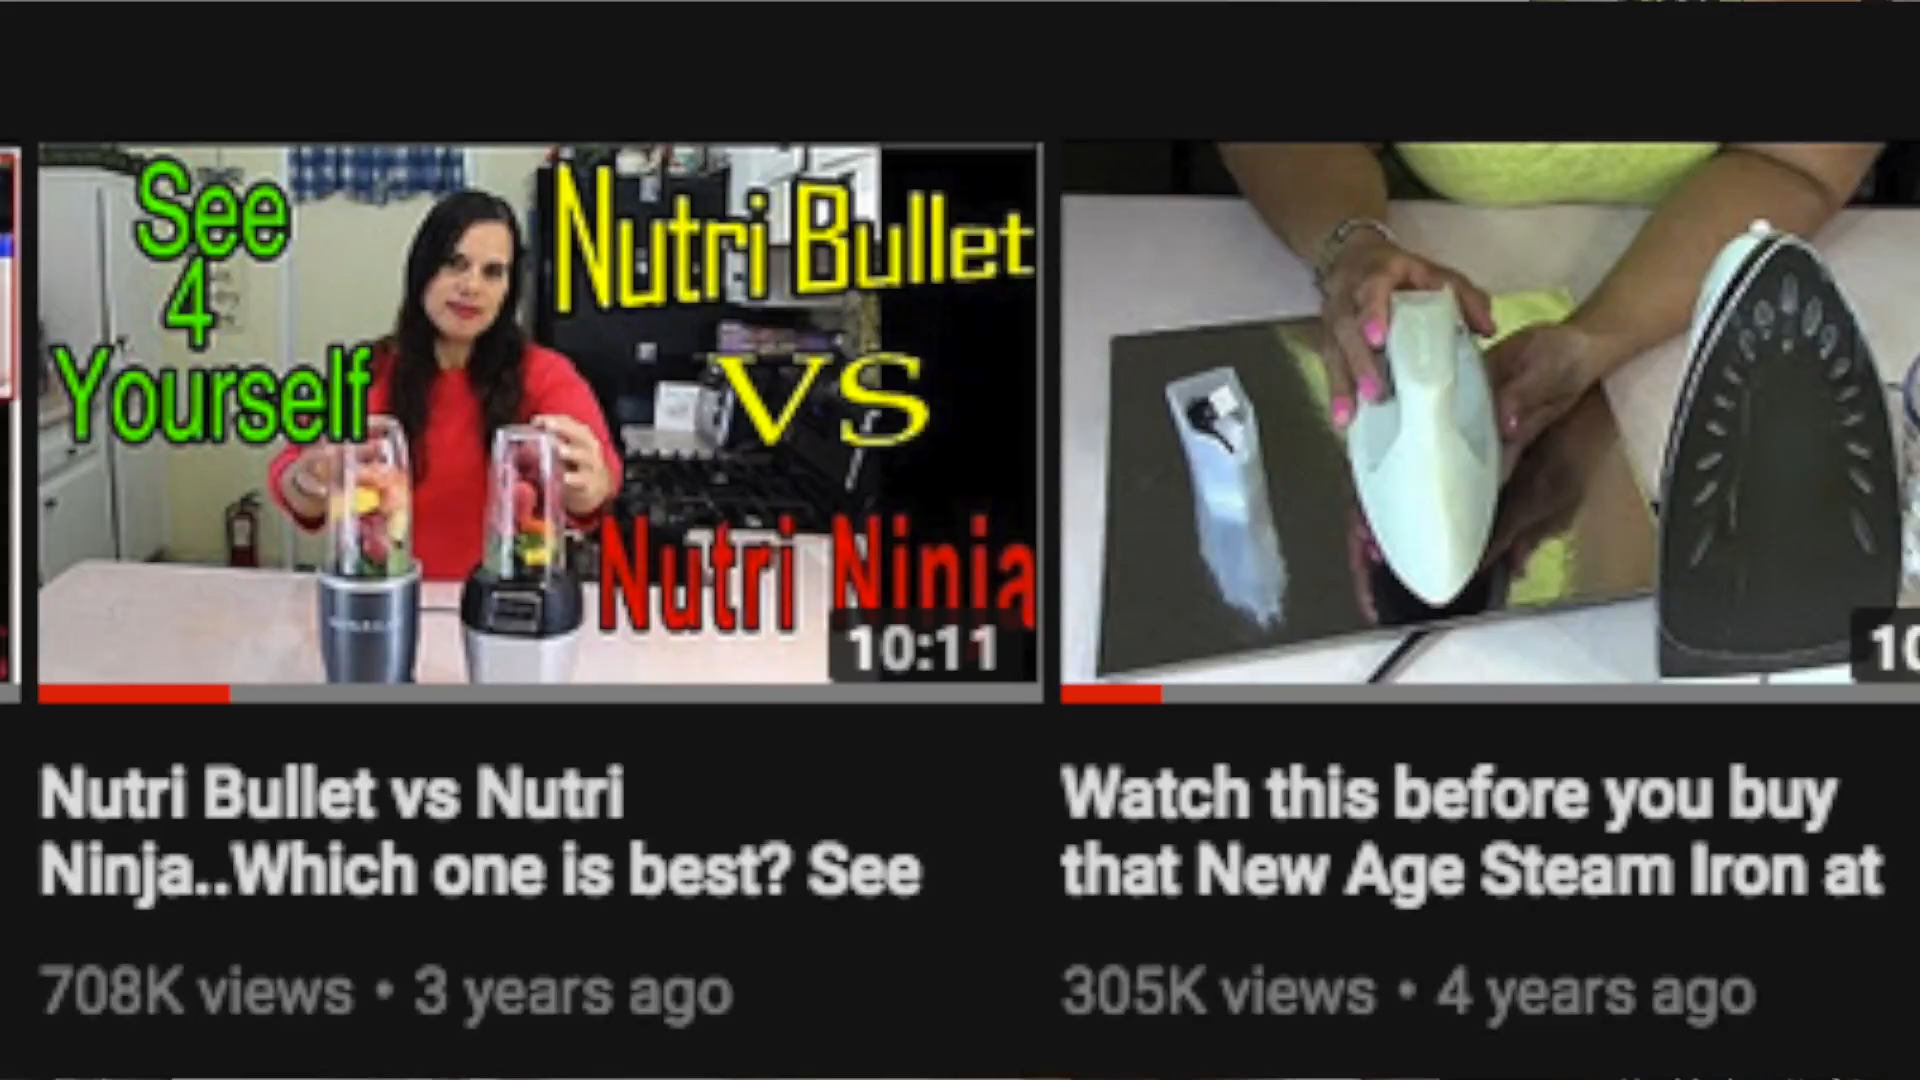 See
4
Yourself
Nutri Bullet
VS
Nutri Ninja
10:11
10
Nutri Bullet vs Nutri
Ninja..Which one is best? See
708K views • 3 years ago
Watch this before you buy
that New Age Steam Iron at
305K views • 4 years ago